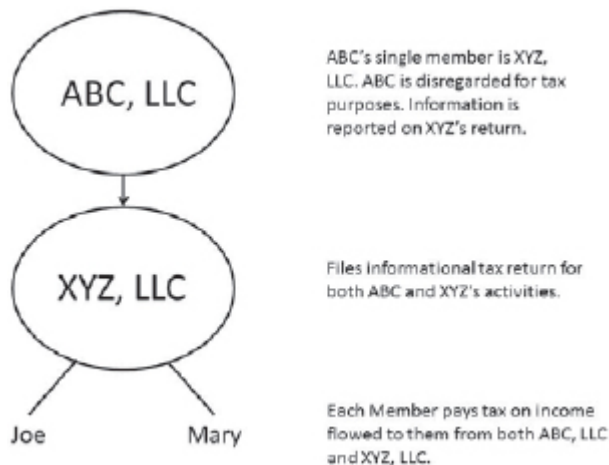 ABC, LLC
ABC's single member is XYZ,
LLC. ABC is disregarded for tax
purposes. Information is
reported on XYZ's return.
XYZ, LLC
Files informational tax return for
both ABC and XYZ's activities.
Joe
Mary
Each Member pays tax on income
flowed to them from both ABC, LLC
and XYZ, LLC.